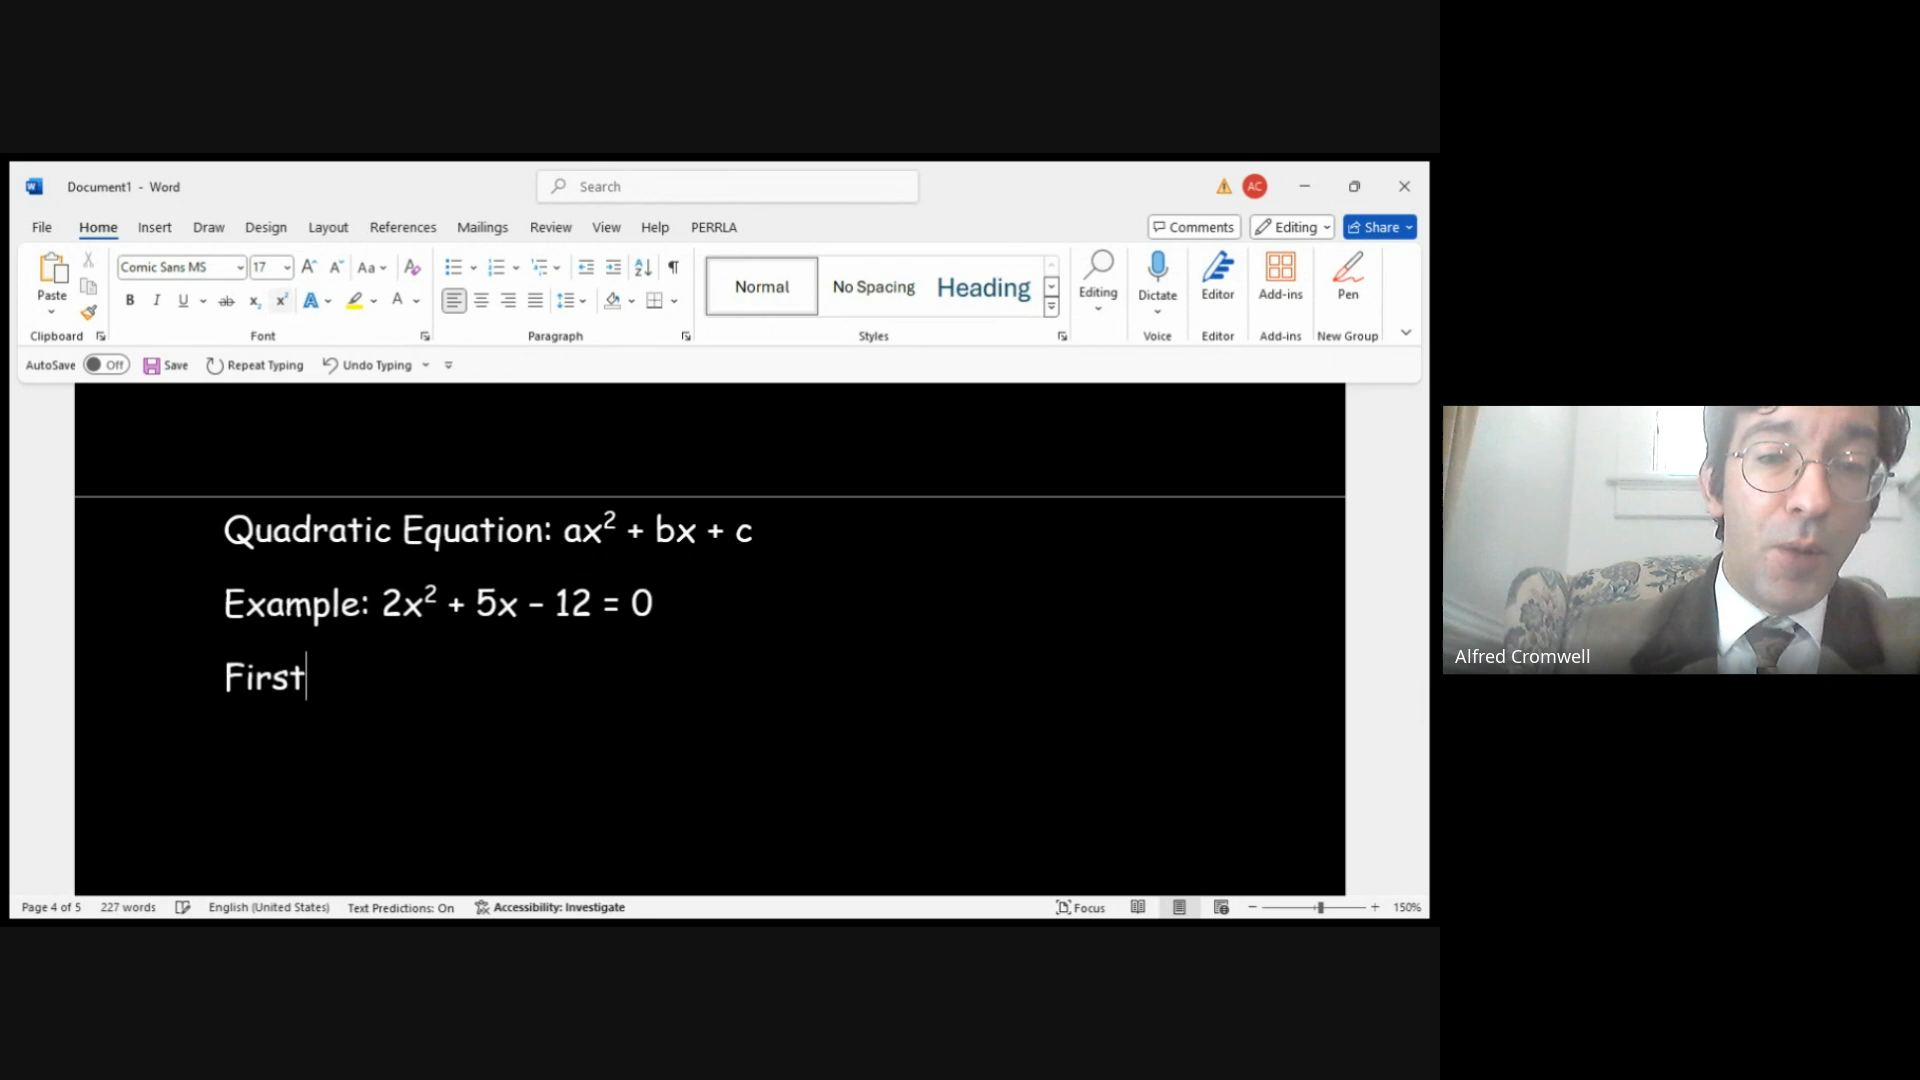 Document1 - Word
Search
AC
File Home Insert Draw Design Layout References Mailings Review View Help PERRLA
Comments Editing Share
Paste
Comic Sans MS 17
Aa
B I U ab x₂ x² A A
Normal No Spacing Heading
Editing Dictate Editor Add-ins Pen
Clipboard Font Paragraph Styles Voice Editor Add-ins New Group
AutoSave Off Save Repeat Typing Undo Typing
Quadratic Equation: ax² + bx + c
Example: 2x² + 5x – 12 = 0
First
Alfred Cromwell
Page 4 of 5 227 words English (United States) Text Predictions: On Accessibility: Investigate Focus 150%